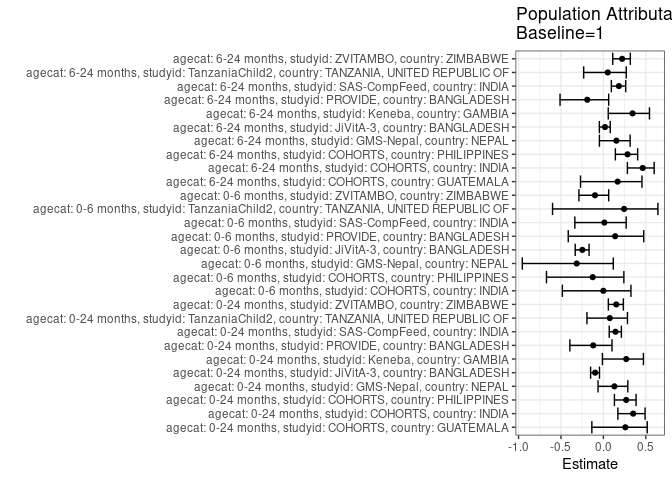 Population Attributa
Baseline=1
agecat: 6-24 months, studyid: ZVITAMBO, country: ZIMBABWE
agecat: 6-24 months, studyid: TanzaniaChild2, country: TANZANIA, UNITED REPUBLIC OF
agecat: 6-24 months, studyid: SAS-CompFeed, country: INDIA
agecat: 6-24 months, studyid: PROVIDE, country: BANGLADESH
agecat: 6-24 months, studyid: Keneba, country: GAMBIA
agecat: 6-24 months, studyid: JiVitA-3, country: BANGLADESH
agecat: 6-24 months, studyid: GMS-Nepal, country: NEPAL
agecat: 6-24 months, studyid: COHORTS, country: PHILIPPINES
agecat: 6-24 months, studyid: COHORTS, country: INDIA
agecat: 6-24 months, studyid: COHORTS, country: GUATEMALA
agecat: 0-6 months, studyid: ZVITAMBO, country: ZIMBABWE
agecat: 0-6 months, studyid: TanzaniaChild2, country: TANZANIA, UNITED REPUBLIC OF
agecat: 0-6 months, studyid: SAS-CompFeed, country: INDIA
agecat: 0-6 months, studyid: PROVIDE, country: BANGLADESH
agecat: 0-6 months, studyid: JiVitA-3, country: BANGLADESH
agecat: 0-6 months, studyid: GMS-Nepal, country: NEPAL
agecat: 0-6 months, studyid: COHORTS, country: PHILIPPINES
agecat: 0-6 months, studyid: COHORTS, country: INDIA
agecat: 0-24 months, studyid: ZVITAMBO, country: ZIMBABWE
agecat: 0-24 months, studyid: TanzaniaChild2, country: TANZANIA, UNITED REPUBLIC OF
agecat: 0-24 months, studyid: SAS-CompFeed, country: INDIA
agecat: 0-24 months, studyid: PROVIDE, country: BANGLADESH
agecat: 0-24 months, studyid: Keneba, country: GAMBIA
agecat: 0-24 months, studyid: JiVitA-3, country: BANGLADESH
agecat: 0-24 months, studyid: GMS-Nepal, country: NEPAL
agecat: 0-24 months, studyid: COHORTS, country: PHILIPPINES
agecat: 0-24 months, studyid: COHORTS, country: INDIA
agecat: 0-24 months, studyid: COHORTS, country: GUATEMALA
-1.0 -0.5 0.0 0.5
Estimate